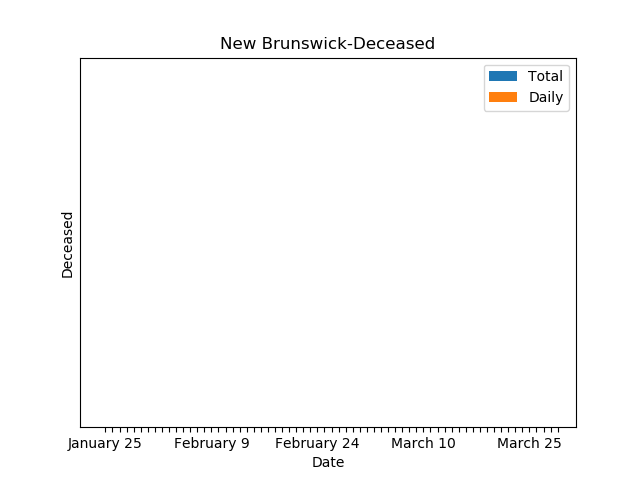 New Brunswick-Deceased
Total
Daily
Deceased
January 25
February 9
February 24
March 10
March 25
Date